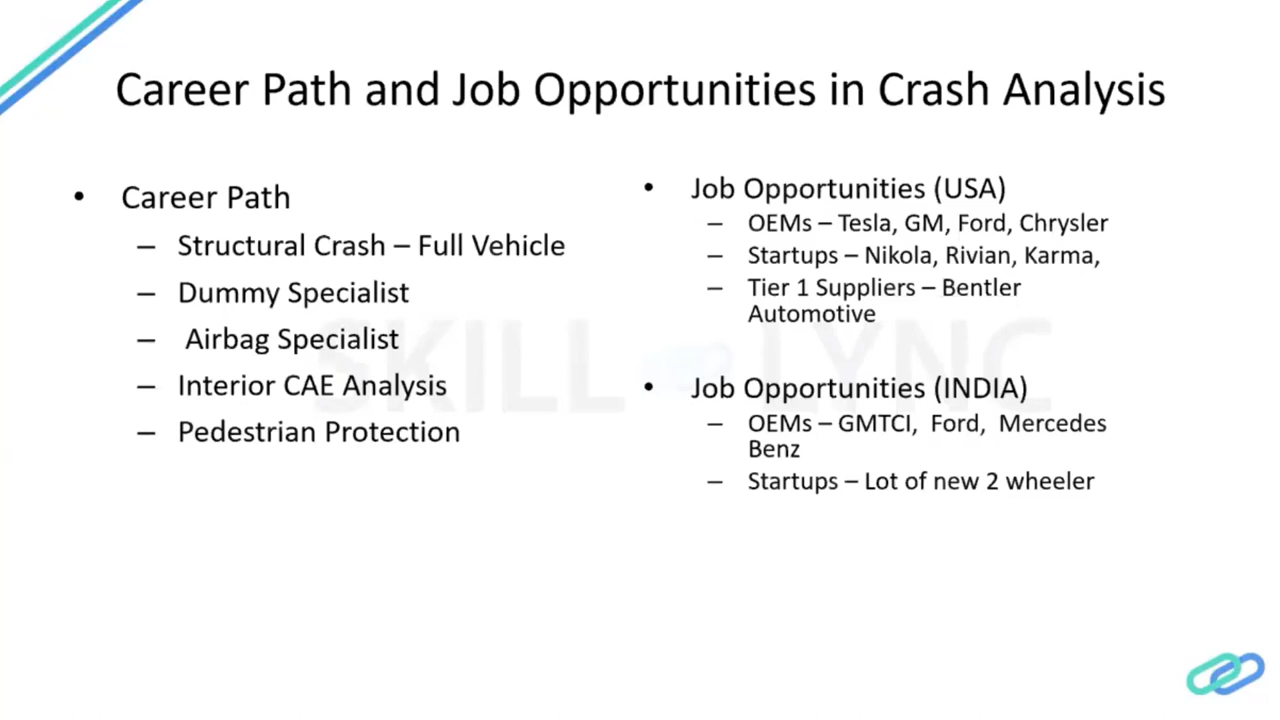 Career Path and Job Opportunities in Crash Analysis
• Career Path
– Structural Crash – Full Vehicle
– Dummy Specialist
– Airbag Specialist
– Interior CAE Analysis
– Pedestrian Protection
• Job Opportunities (USA)
– OEMs – Tesla, GM, Ford, Chrysler
– Startups – Nikola, Rivian, Karma,
– Tier 1 Suppliers – Bentler
Automotive
• Job Opportunities (INDIA)
– OEMs – GMTCI, Ford, Mercedes
Benz
– Startups – Lot of new 2 wheeler
SKILL LYNC